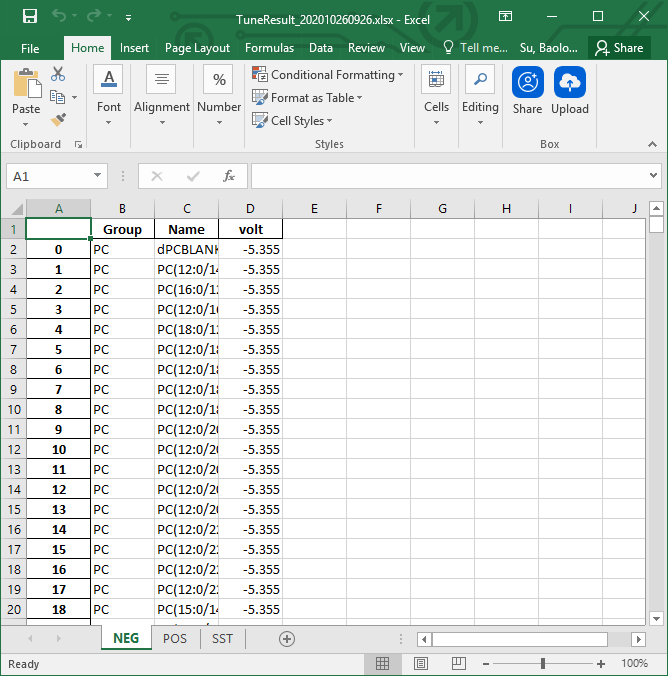 TuneResult_202010260926.xlsx - Excel
File Home Insert Page Layout Formulas Data Review View Tell me... Su, Baolo... Share
Paste Font Alignment Number Conditional Formatting Format as Table Cell Styles Cells Editing Share Upload
Clipboard Styles Box
A1 fx
A B C D E F G H I J
1 Group Name volt
2 0 PC dPCBLANK -5.355
3 1 PC PC(12:0/14 -5.355
4 2 PC PC(16:0/12 -5.355
5 3 PC PC(12:0/16 -5.355
6 4 PC PC(18:0/12 -5.355
7 5 PC PC(12:0/18 -5.355
8 6 PC PC(12:0/18 -5.355
9 7 PC PC(12:0/18 -5.355
10 8 PC PC(12:0/18 -5.355
11 9 PC PC(12:0/20 -5.355
12 10 PC PC(12:0/20 -5.355
13 11 PC PC(12:0/20 -5.355
14 12 PC PC(12:0/20 -5.355
15 13 PC PC(12:0/20 -5.355
16 14 PC PC(12:0/22 -5.355
17 15 PC PC(12:0/22 -5.355
18 16 PC PC(12:0/22 -5.355
19 17 PC PC(12:0/22 -5.355
20 18 PC PC(15:0/14 -5.355
NEG POS SST
Ready 100%